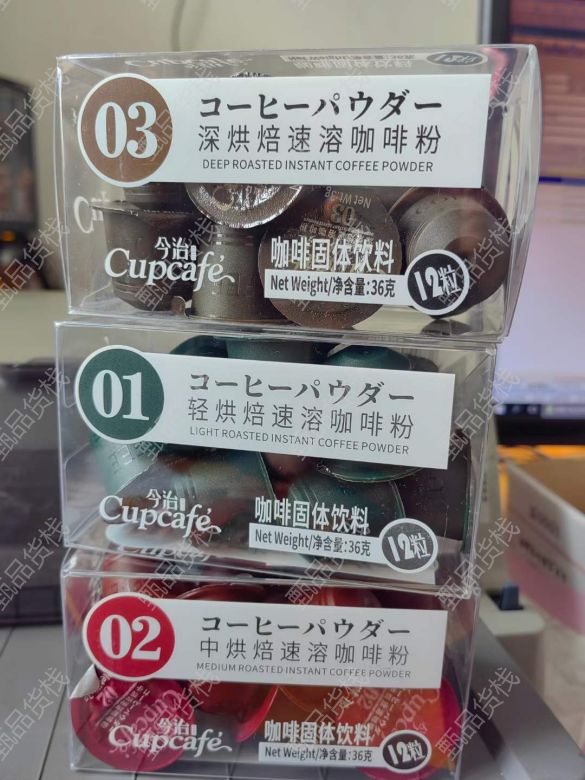 03
コーヒーパウダー
深烘焙速溶咖啡粉
DEEP ROASTED INSTANT COFFEE POWDER
今治
Cupcafé
咖啡固体饮料
Net Weight/净含量:36克
12粒
01
コーヒーパウダー
轻烘焙速溶咖啡粉
LIGHT ROASTED INSTANT COFFEE POWDER
今治
Cupcafé
咖啡固体饮料
Net Weight/净含量:36克
12粒
02
コーヒーパウダー
中烘焙速溶咖啡粉
MEDIUM ROASTED INSTANT COFFEE POWDER
今治
Cupcafé
咖啡固体饮料
Net Weight/净含量:36克
12粒
甄品货栈